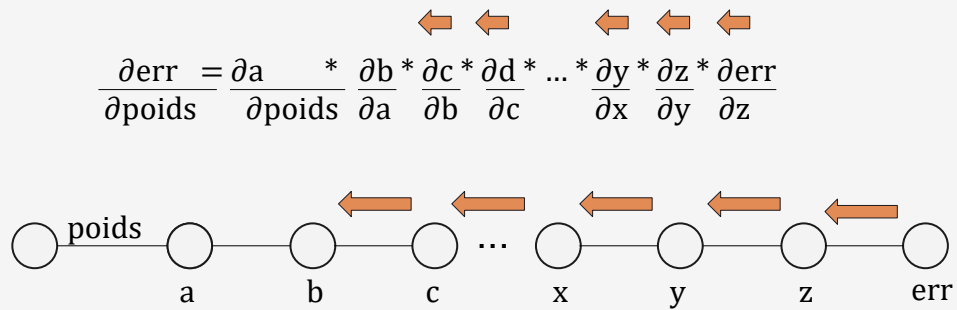 ∂err = ∂a * ∂b * ∂c * ∂d * ... * ∂y * ∂z * ∂err
∂poids ∂poids ∂a ∂b ∂c ∂x ∂y ∂z
poids
...
a b c x y z err